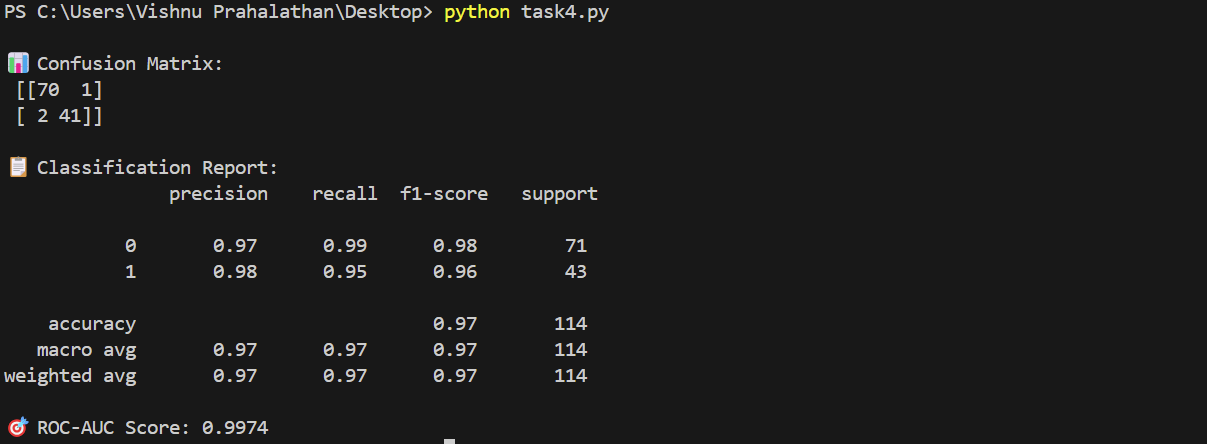 PS C:\Users\Vishnu Prahalathan\Desktop> python task4.py
📊 Confusion Matrix:
[[70  1]
[ 2 41]]
📋 Classification Report:
precision    recall  f1-score   support
0       0.97      0.99      0.98        71
1       0.98      0.95      0.96        43
accuracy                           0.97       114
macro avg       0.97      0.97      0.97       114
weighted avg       0.97      0.97      0.97       114
🎯 ROC-AUC Score: 0.9974